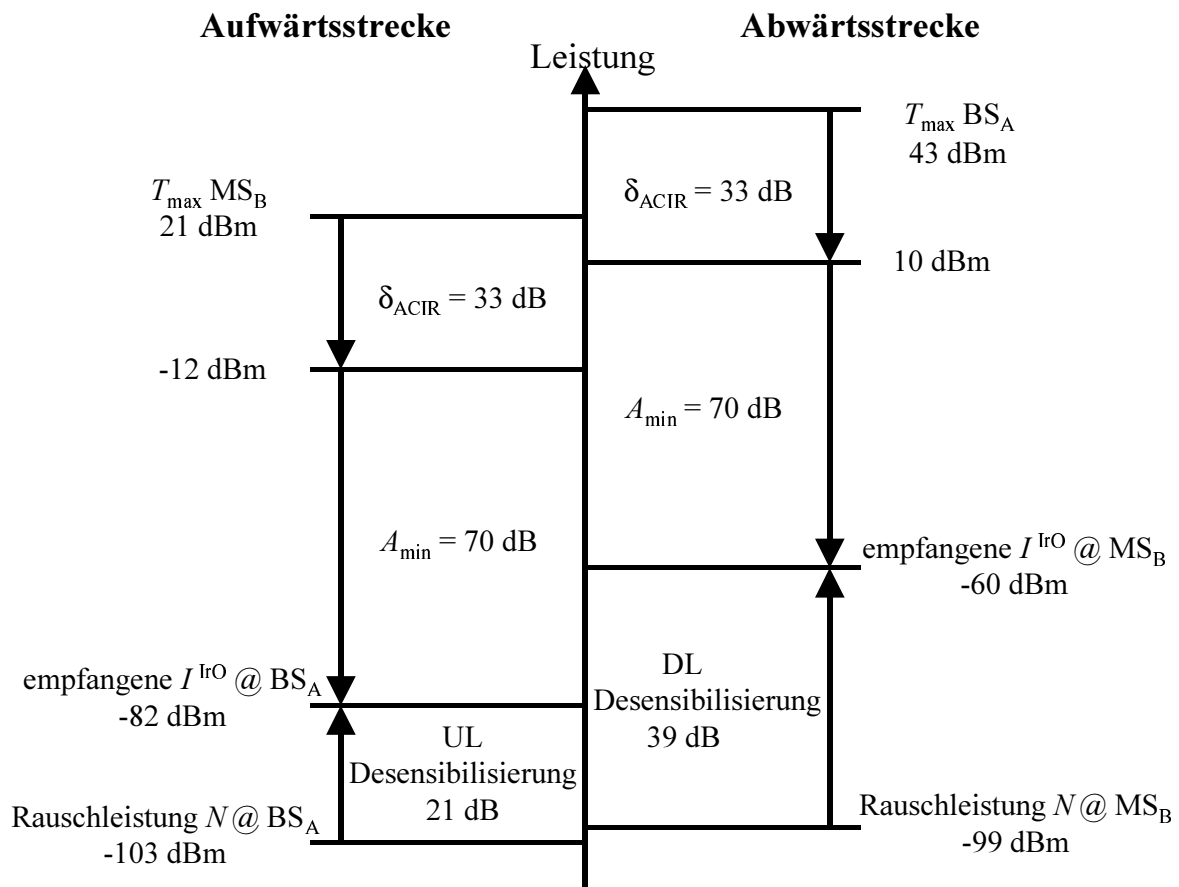 Aufwärtsstrecke
Abwärtsstrecke
Leistung
T_max BS_A
43 dBm
δ_ACIR = 33 dB
10 dBm
T_max MS_B
21 dBm
δ_ACIR = 33 dB
-12 dBm
A_min = 70 dB
A_min = 70 dB
empfangene I^IrO @ MS_B
-60 dBm
empfangene I^IrO @ BS_A
-82 dBm
DL
Desensibilisierung
39 dB
UL
Desensibilisierung
21 dB
Rauschleistung N @ BS_A
-103 dBm
Rauschleistung N @ MS_B
-99 dBm